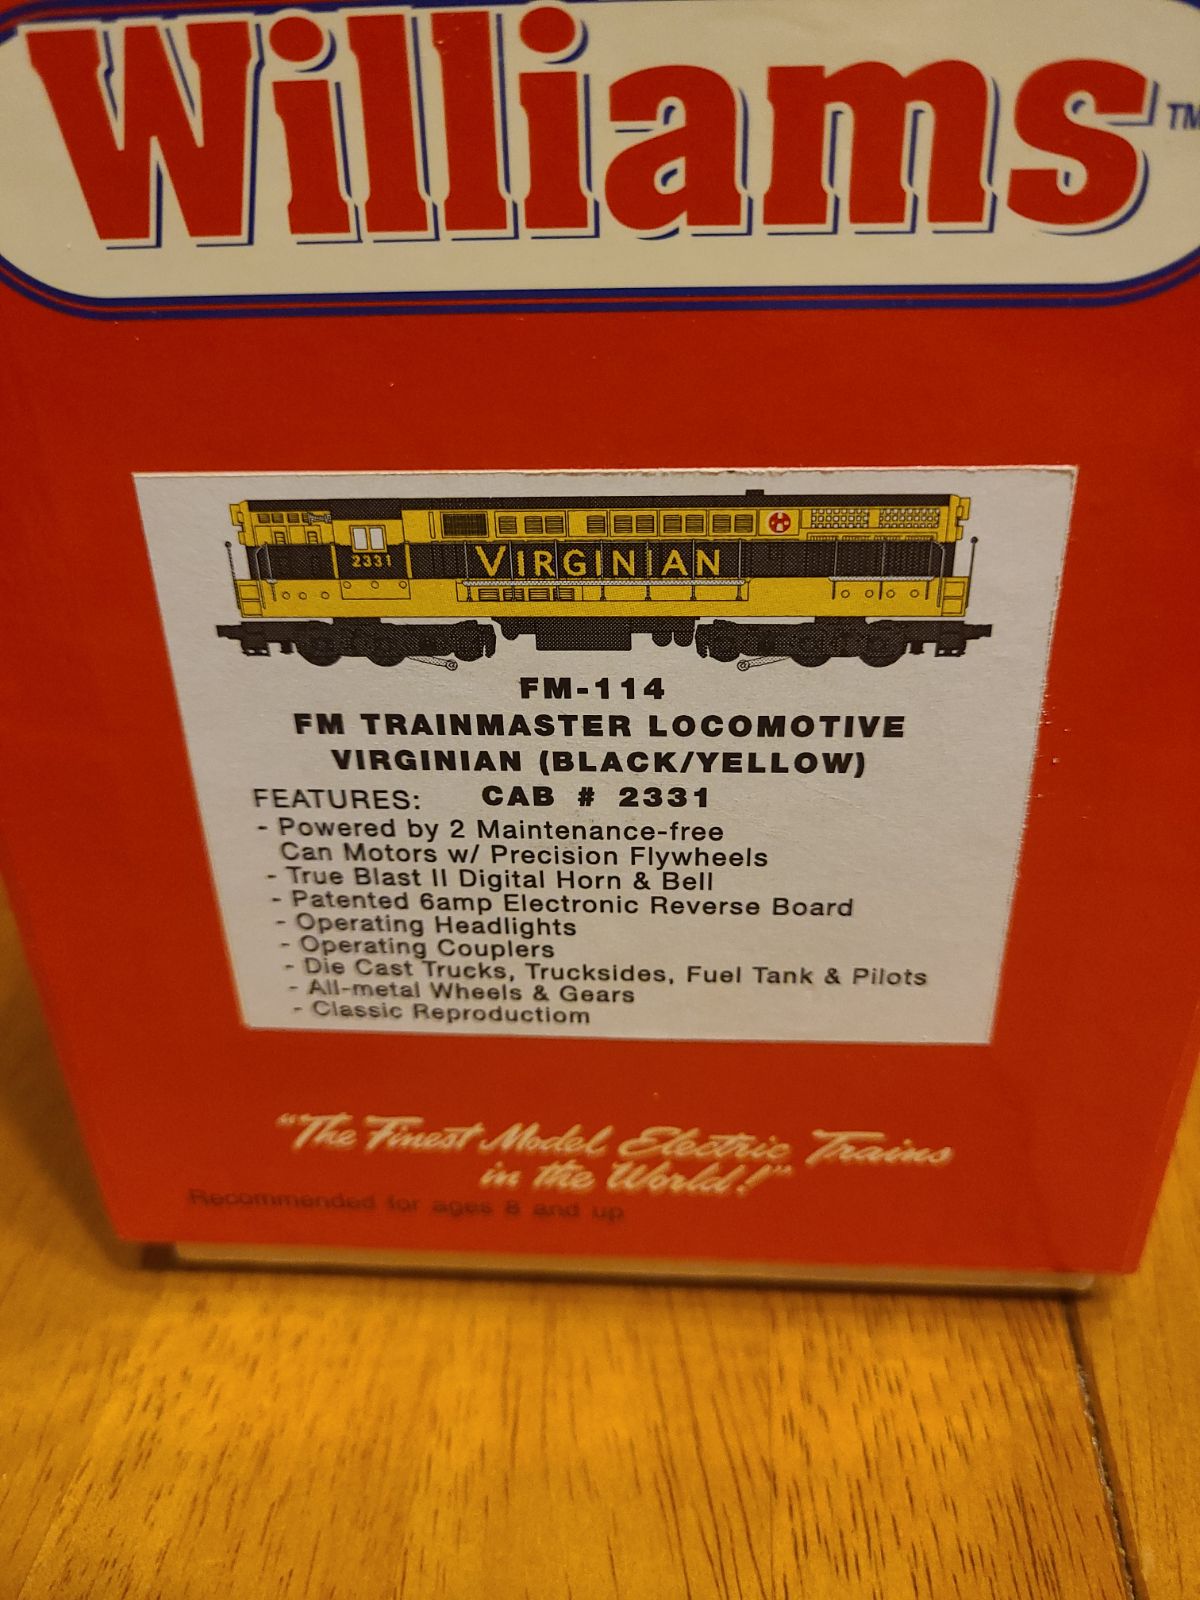 Williams™
2331
VIRGINIAN
FM-114
FM TRAINMASTER LOCOMOTIVE
VIRGINIAN (BLACK/YELLOW)
FEATURES: CAB # 2331
- Powered by 2 Maintenance-free
Can Motors w/ Precision Flywheels
- True Blast II Digital Horn & Bell
- Patented 6amp Electronic Reverse Board
- Operating Headlights
- Operating Couplers
- Die Cast Trucks, Trucksides, Fuel Tank & Pilots
- All-metal Wheels & Gears
- Classic Reproductiom
"The Finest Model Electric Trains
in the World!"
Recommended for ages 8 and up